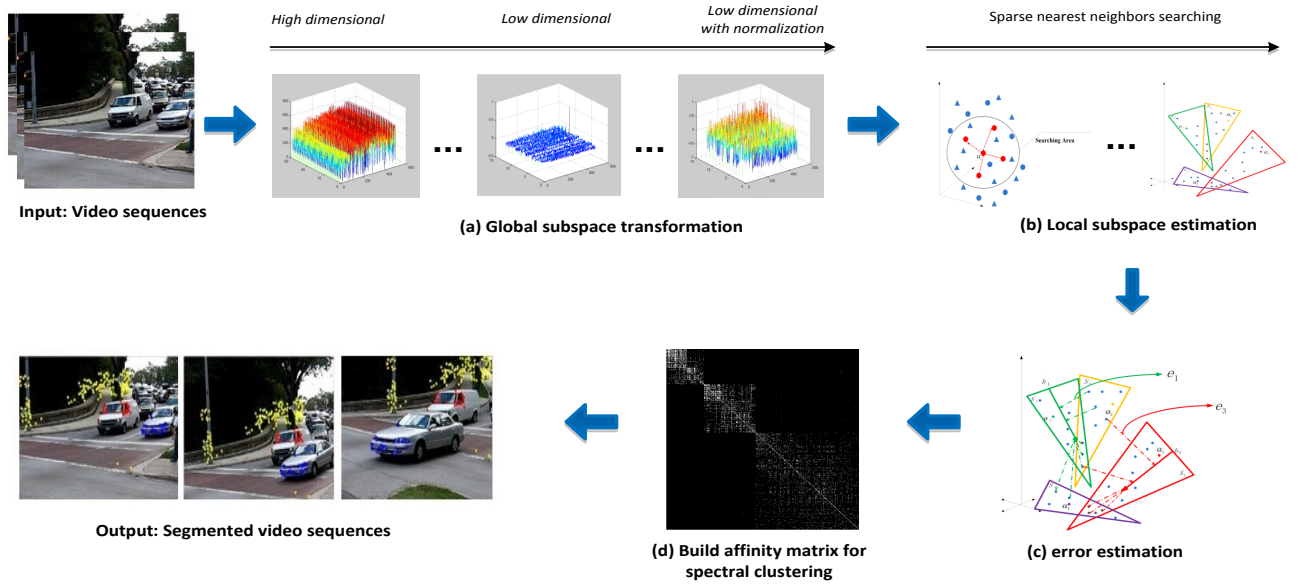 High dimensional
Low dimensional
Low dimensional
with normalization
Sparse nearest neighbors searching
Searching Area
...
...
...
Input: Video sequences
(a) Global subspace transformation
(b) Local subspace estimation
e₁
e₃
Output: Segmented video sequences
(d) Build affinity matrix for
spectral clustering
(c) error estimation